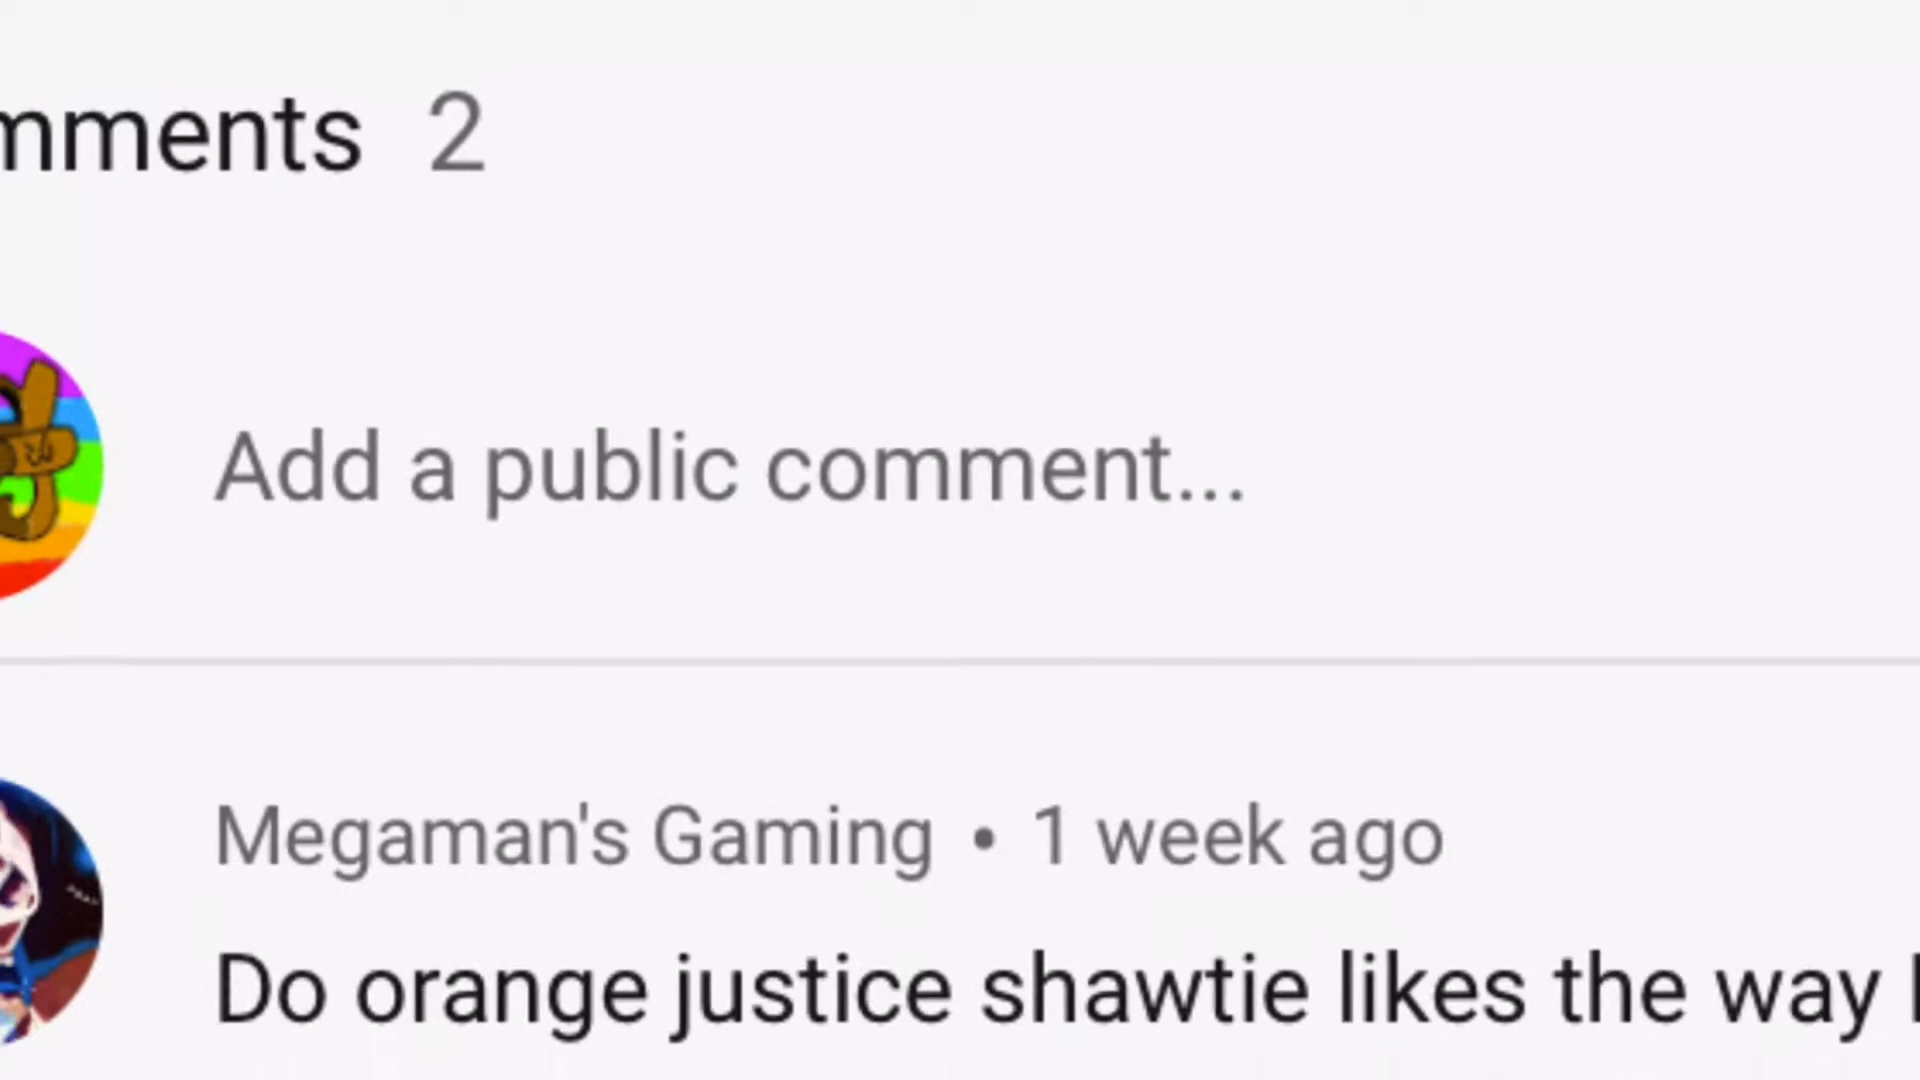 mments 2
Add a public comment...
Megaman's Gaming • 1 week ago
Do orange justice shawtie likes the way